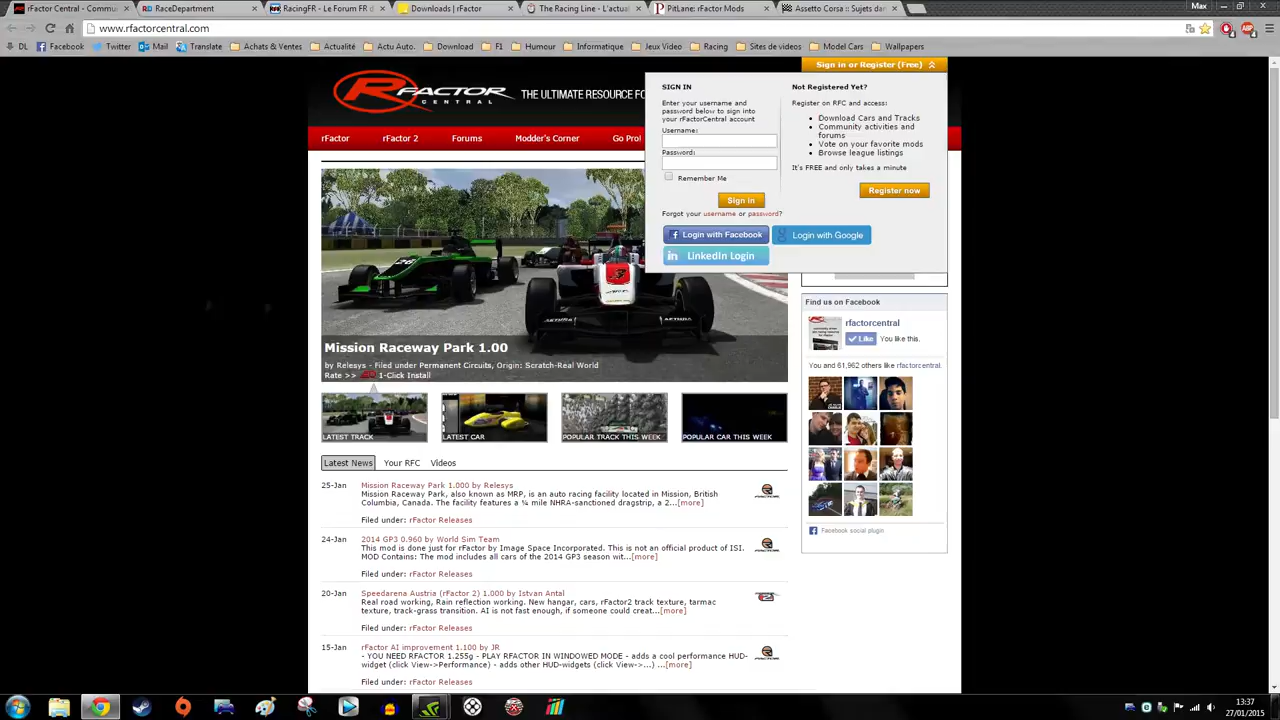 rFactor Central - Commu
RaceDepartment
RacingFR - Le Forum FR d
Downloads | rFactor
The Racing Line - L'actual
PitLane: rFactor Mods
Assetto Corsa :: Sujets da
Max
www.rfactorcentral.com
DL
Facebook
Twitter
Mail
Translate
Achats & Ventes
Actualité
Actu Auto.
Download
F1
Humour
Informatique
Jeux Video
Racing
Sites de videos
Model Cars
Wallpapers
Sign in or Register (Free)
RFACTOR
CENTRAL
THE ULTIMATE RESOURCE FO
rFactor
rFactor 2
Forums
Modder's Corner
Go Pro!
SIGN IN
Enter your username and
password below to sign into
your rFactorCentral account
Username:
Password:
Remember Me
Sign in
Forgot your username or password?
Login with Facebook
Login with Google
LinkedIn Login
Not Registered Yet?
Register on RFC and access:
Download Cars and Tracks
Community activities and
forums
Vote on your favorite mods
Browse league listings
It's FREE and only takes a minute
Register now
Mission Raceway Park 1.00
by Relesys - Filed under Permanent Circuits, Origin: Scratch-Real World
Rate >> 1-Click Install
LATEST TRACK
LATEST CAR
POPULAR TRACK THIS WEEK
POPULAR CAR THIS WEEK
Find us on Facebook
rfactorcentral
Like
You like this.
You and 61,962 others like rfactorcentral.
Facebook social plugin
Latest News
Your RFC
Videos
25-Jan
Mission Raceway Park 1.000 by Relesys
Mission Raceway Park, also known as MRP, is an auto racing facility located in Mission, British
Columbia, Canada. The facility features a ¼ mile NHRA-sanctioned dragstrip, a 2...[more]
Filed under: rFactor Releases
24-Jan
2014 GP3 0.960 by World Sim Team
This mod is done just for rFactor by Image Space Incorporated. This is not an official product of ISI.
MOD Contains: The mod includes all cars of the 2014 GP3 season wit...[more]
Filed under: rFactor Releases
20-Jan
Speedarena Austria (rFactor 2) 1.000 by Istvan Antal
Real road working, Rain reflection working. New hangar, cars, rFactor2 track texture, tarmac
texture, track-grass transition. AI is not fast enough, if someone could creat...[more]
Filed under: rFactor Releases
15-Jan
rFactor AI improvement 1.100 by JR
- YOU NEED RFACTOR 1.255g - PLAY RFACTOR IN WINDOWED MODE - adds a cool performance HUD-
widget (click View->Performance) - adds other HUD-widgets (click View->...) ...[more]
Filed under: rFactor Releases
13:37
27/01/2015